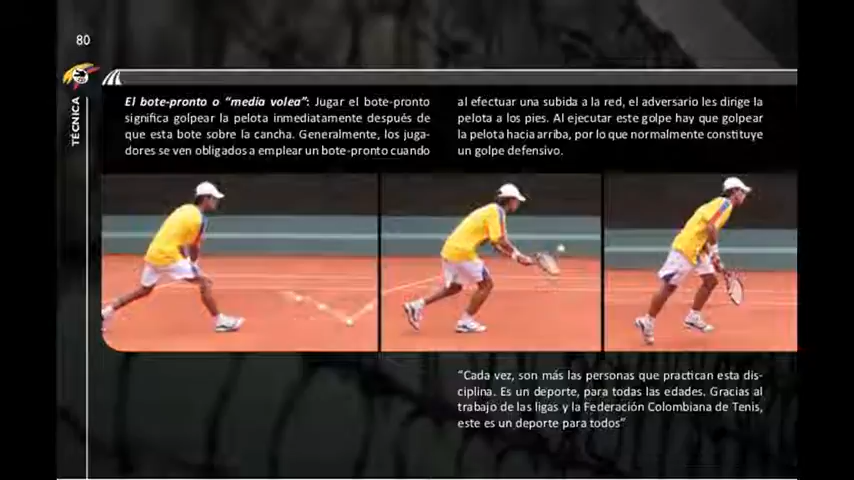 80
TÉCNICA
El bote-pronto o “media volea”: Jugar el bote-pronto
significa golpear la pelota inmediatamente después de
que esta bote sobre la cancha. Generalmente, los juga-
dores se ven obligados a emplear un bote-pronto cuando
al efectuar una subida a la red, el adversario les dirige la
pelota a los pies. Al ejecutar este golpe hay que golpear
la pelota hacia arriba, por lo que normalmente constituye
un golpe defensivo.
“Cada vez, son más las personas que practican esta dis-
ciplina. Es un deporte, para todas las edades. Gracias al
trabajo de las ligas y la Federación Colombiana de Tenis,
este es un deporte para todos”